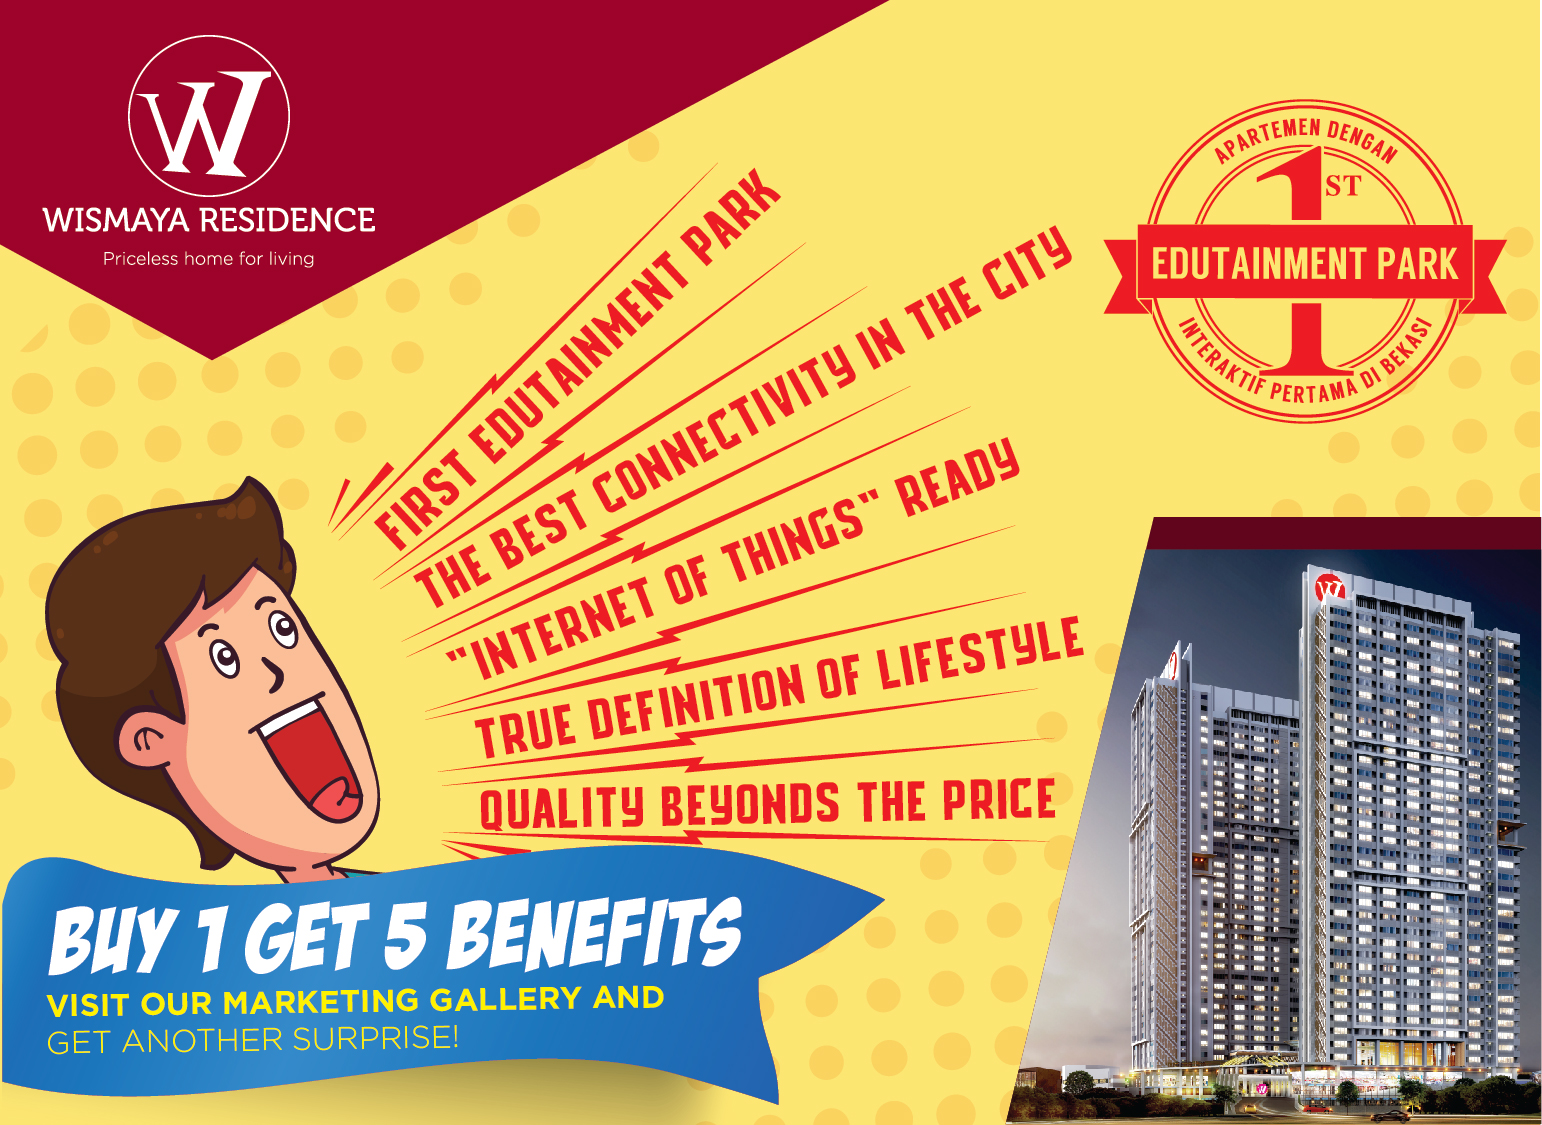 W
WISMAYA RESIDENCE
Priceless home for living
APARTEMEN DENGAN
1ST
EDUTAINMENT PARK
INTERAKTIF PERTAMA DI BEKASI
FIRST EDUTAINMENT PARK
THE BEST CONNECTIVITY IN THE CITY
"INTERNET OF THINGS" READY
TRUE DEFINITION OF LIFESTYLE
QUALITY BEYONDS THE PRICE
BUY 1 GET 5 BENEFITS
VISIT OUR MARKETING GALLERY AND
GET ANOTHER SURPRISE!
W